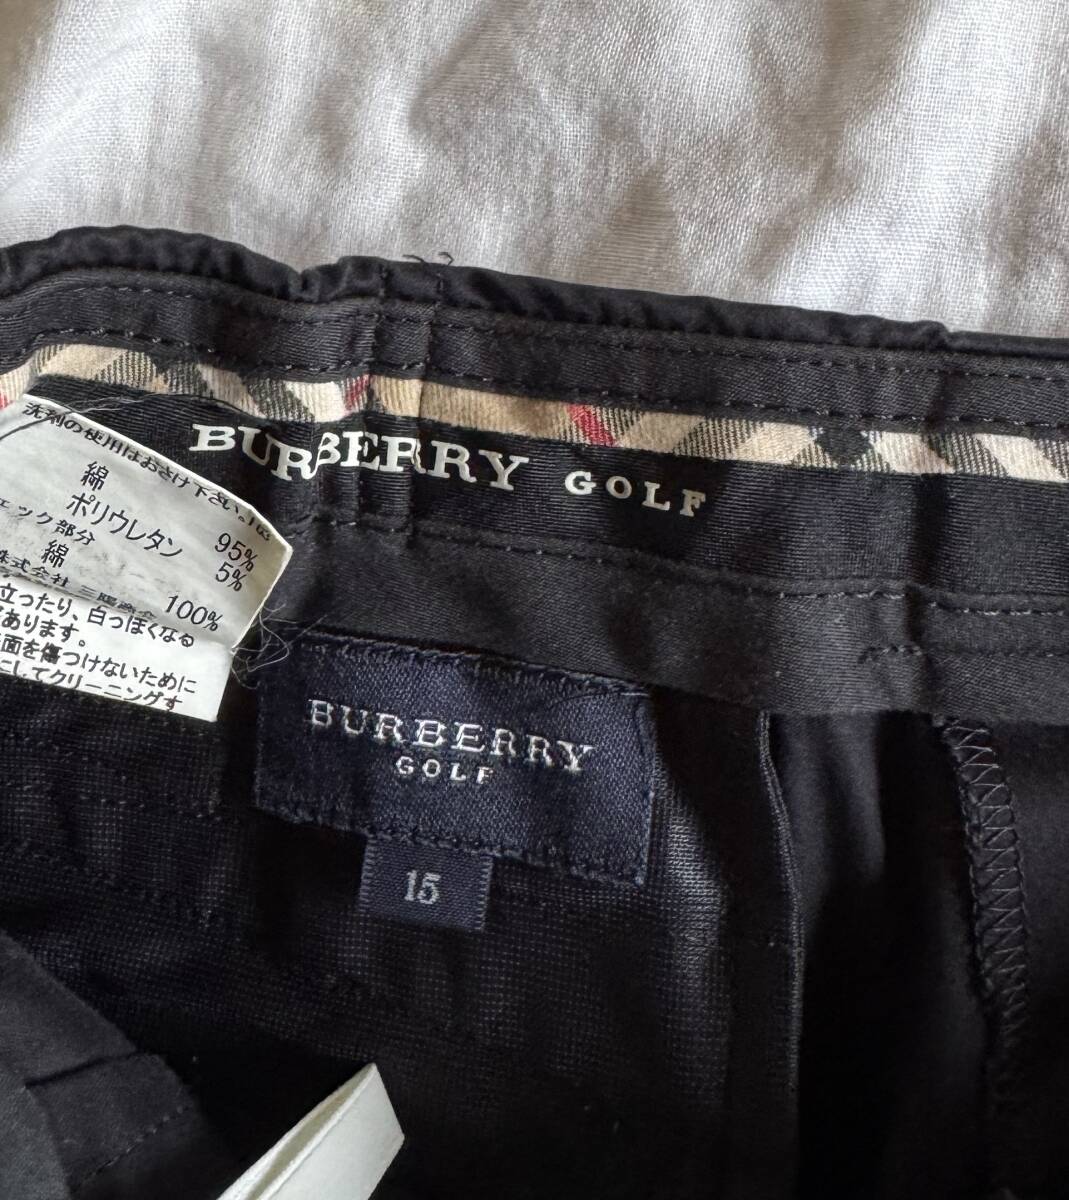 BURBERRY GOLF
洗剤の使用はおさけ下さい。
綿 95%
ポリウレタン 5%
ェック部分
綿 100%
株式会社 三陽商会
立ったり、白っぽくなる
があります。
面を傷つけないために
にしてクリーニングす
BURBERRY
GOLF
15